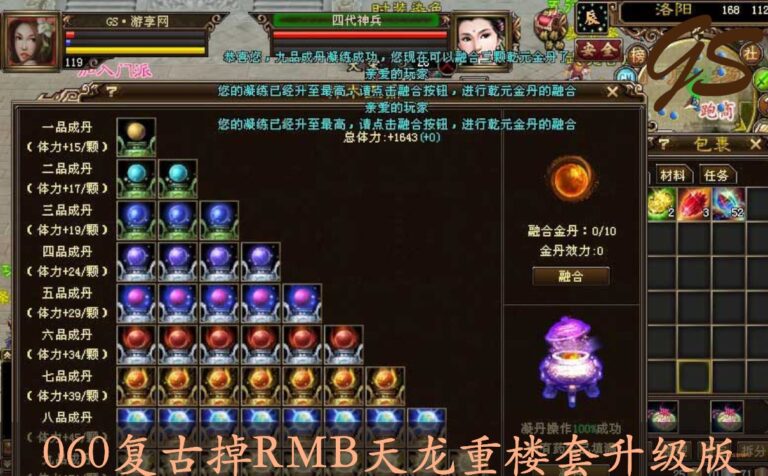 GS·游享网
四代神兵
洛阳
168
112
安全
119
加入门派
恭喜您，九品成丹凝练成功，您现在可以融合三颗乾元金丹了
亲爱的玩家
您的凝练已经升至最高，请点击融合按钮，进行乾元金丹的融合
亲爱的玩家
您的凝练已经升至最高，请点击融合按钮，进行乾元金丹的融合
总体力:+1643(+0)
GS
跑商
包裹
材料
任务
2
3
52
一品成丹
(体力+15/颗)
二品成丹
(体力+17/颗)
三品成丹
(体力+19/颗)
四品成丹
(体力+24/颗)
五品成丹
(体力+29/颗)
六品成丹
(体力+34/颗)
七品成丹
(体力+39/颗)
八品成丹
融合金丹：0/10
金丹效力:0
融合
凝丹操作100%成功
060复古掉RMB天龙重楼套升级版